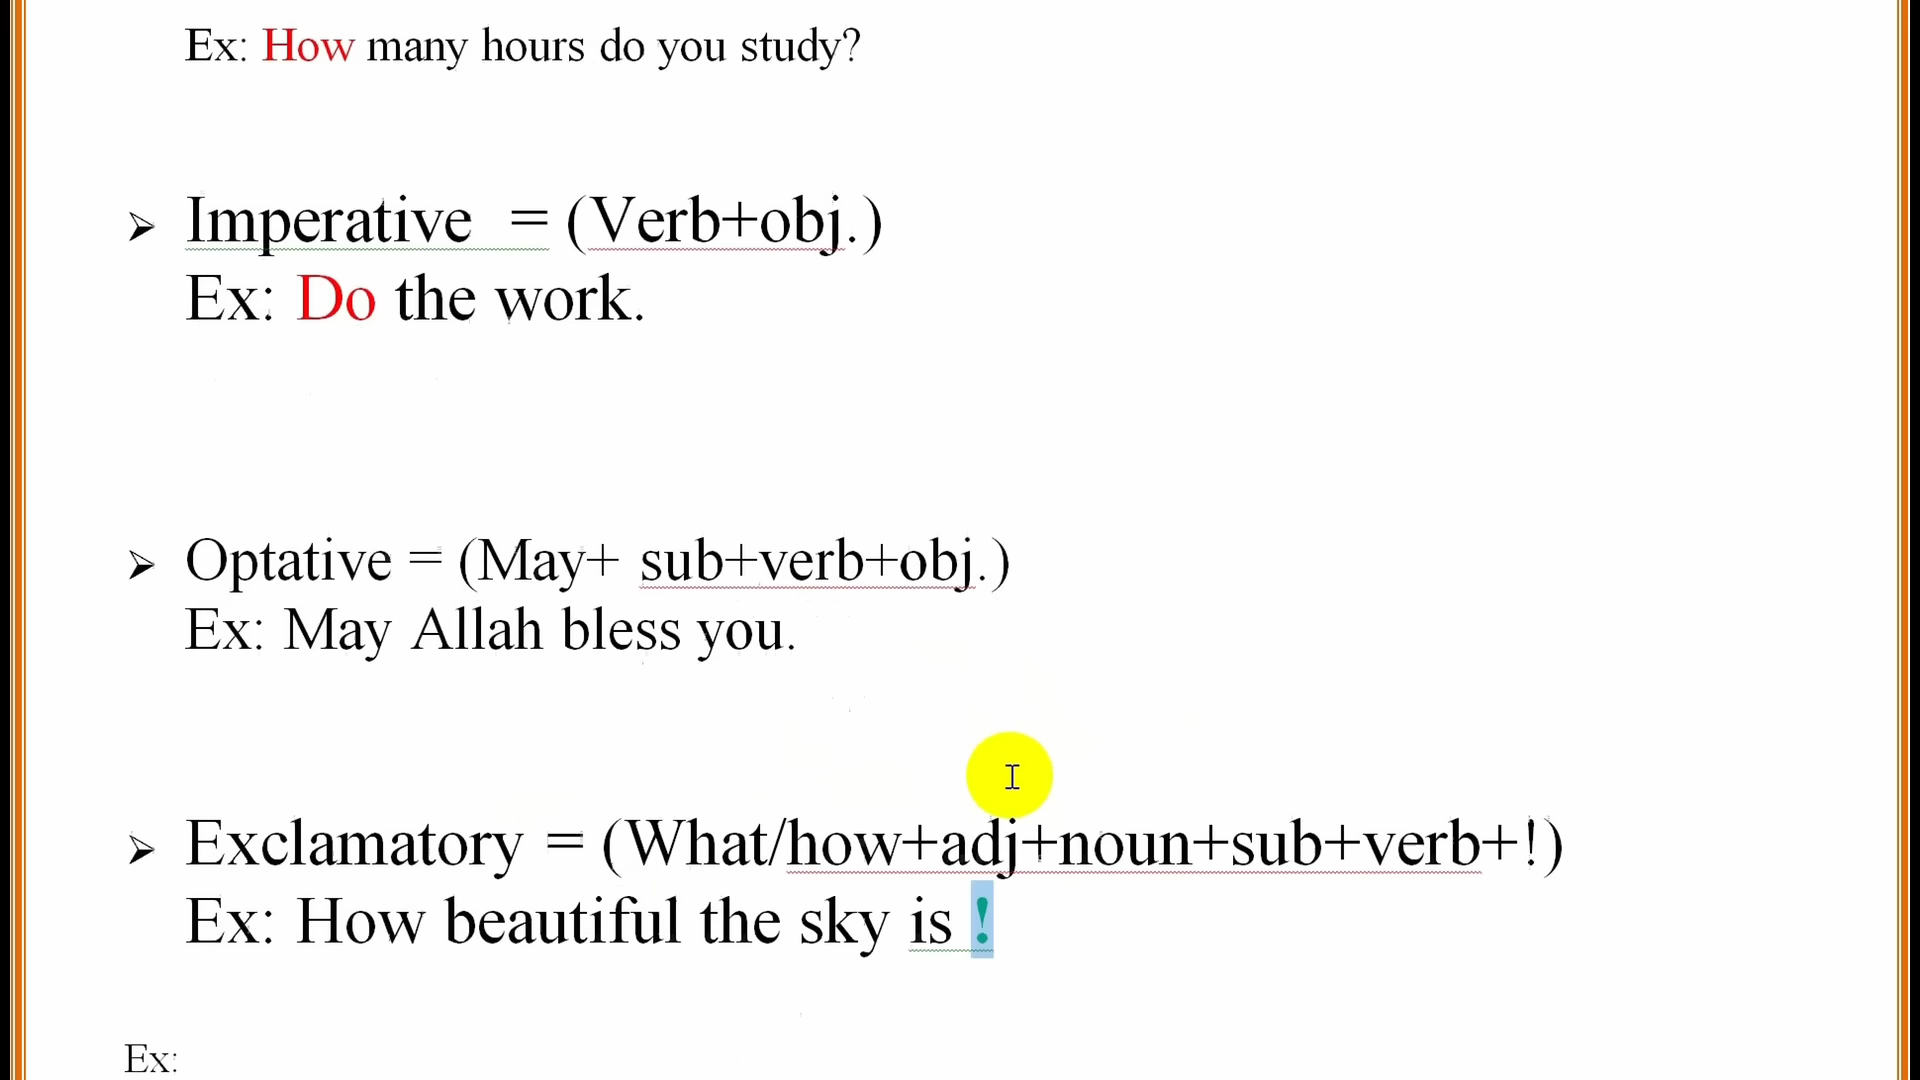 Ex: How many hours do you study?
➢ Imperative = (Verb+obj.)
Ex: Do the work.
➢ Optative = (May+ sub+verb+obj.)
Ex: May Allah bless you.
➢ Exclamatory = (What/how+adj+noun+sub+verb+!)
Ex: How beautiful the sky is !
Ex: